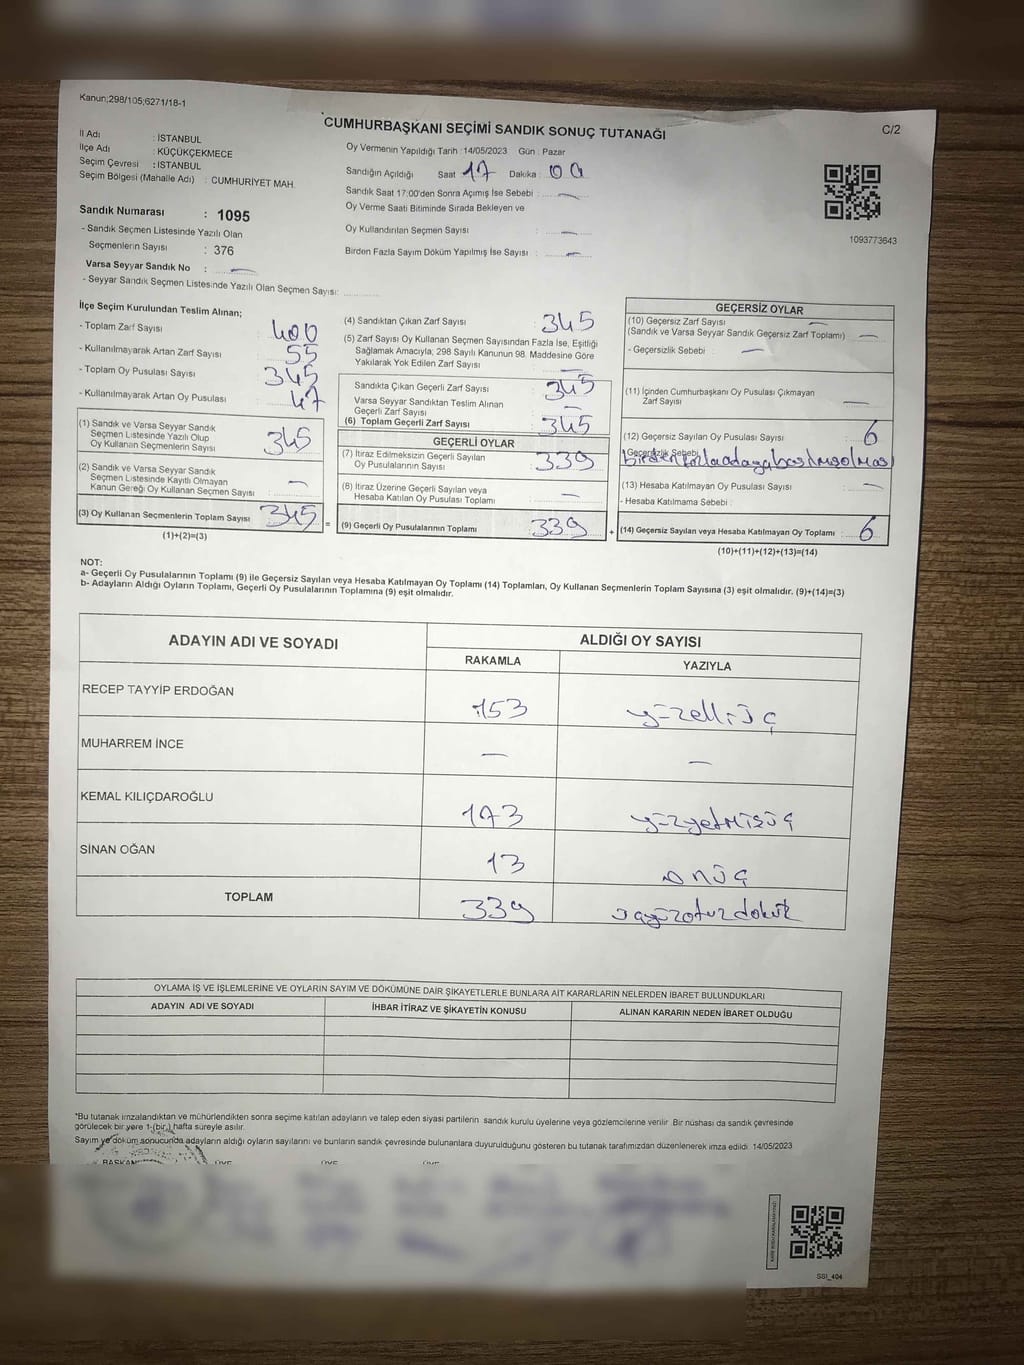 Kanun;298/105;6271/18-1
CUMHURBAŞKANI SEÇİMİ SANDIK SONUÇ TUTANAĞI
C/2
İl Adı : İSTANBUL
İlçe Adı : KÜÇÜKÇEKMECE
Seçim Çevresi : İSTANBUL
Seçim Bölgesi (Mahalle Adı) : CUMHURİYET MAH.
Sandık Numarası : 1095
- Sandık Seçmen Listesinde Yazılı Olan
Seçmenlerin Sayısı : 376
Varsa Seyyar Sandık No : —
- Seyyar Sandık Seçmen Listesinde Yazılı Olan Seçmen Sayısı:
Oy Vermenin Yapıldığı Tarih :14/05/2023 Gün : Pazar
Sandığın Açıldığı Saat : 17 Dakika :
Sandık Saat 17:00'den Sonra Açımış İse Sebebi : —
Oy Verme Saati Bitiminde Sırada Bekleyen ve
Oy Kullandırılan Seçmen Sayısı : —
Birden Fazla Sayım Döküm Yapılmış İse Sayısı : —
1093773643
İlçe Seçim Kurulundan Teslim Alınan;
- Toplam Zarf Sayısı : 400
- Kullanılmayarak Artan Zarf Sayısı : 55
- Toplam Oy Pusulası Sayısı : 345
- Kullanılmayarak Artan Oy Pusulası : 47
(1) Sandık ve Varsa Seyyar Sandık
Seçmen Listesinde Yazılı Olup
Oy Kullanan Seçmenlerin Sayısı 345
(2) Sandık ve Varsa Seyyar Sandık
Seçmen Listesinde Kayıtlı Olmayan
Kanun Gereği Oy Kullanan Seçmen Sayısı : —
(3) Oy Kullanan Seçmenlerin Toplam Sayısı 345
(1)+(2)=(3)
(4) Sandıktan Çıkan Zarf Sayısı : 345
(5) Zarf Sayısı Oy Kullanan Seçmen Sayısından Fazla İse, Eşitliği
Sağlamak Amacıyla; 298 Sayılı Kanunun 98. Maddesine Göre
Yakılarak Yok Edilen Zarf Sayısı : —
Sandıkta Çıkan Geçerli Zarf Sayısı : 345
Varsa Seyyar Sandıktan Teslim Alınan
Geçerli Zarf Sayısı : —
(6) Toplam Geçerli Zarf Sayısı : 345
GEÇERLİ OYLAR
(7) İtiraz Edilmeksizin Geçerli Sayılan
Oy Pusulalarının Sayısı : 339
(8) İtiraz Üzerine Geçerli Sayılan veya
Hesaba Katılan Oy Pusulası Toplamı : —
= (9) Geçerli Oy Pusulalarının Toplamı : 339
GEÇERSİZ OYLAR
(10) Geçersiz Zarf Sayısı —
(Sandık ve Varsa Seyyar Sandık Geçersiz Zarf Toplamı) : —
- Geçersizlik Sebebi : —
(11) İçinden Cumhurbaşkanı Oy Pusulası Çıkmayan
Zarf Sayısı : —
(12) Geçersiz Sayılan Oy Pusulası Sayısı : 6
- Geçersizlik Sebebi
(13) Hesaba Katılmayan Oy Pusulası Sayısı : —
- Hesaba Katılmama Sebebi :
+ (14) Geçersiz Sayılan veya Hesaba Katılmayan Oy Toplamı : 6
(10)+(11)+(12)+(13)=(14)
NOT:
a- Geçerli Oy Pusulalarının Toplamı (9) ile Geçersiz Sayılan veya Hesaba Katılmayan Oy Toplamı (14) Toplamları, Oy Kullanan Seçmenlerin Toplam Sayısına (3) eşit olmalıdır. (9)+(14)=(3)
b- Adayların Aldığı Oyların Toplamı, Geçerli Oy Pusulalarının Toplamına (9) eşit olmalıdır.
ADAYIN ADI VE SOYADI
ALDIĞI OY SAYISI
RAKAMLA YAZIYLA
RECEP TAYYİP ERDOĞAN 153 yüzelliüç
MUHARREM İNCE — —
KEMAL KILIÇDAROĞLU 173 yüzyetmişüç
SİNAN OĞAN 13 onüç
TOPLAM 339 üçyüzotuzdokuz
OYLAMA İŞ VE İŞLEMLERİNE VE OYLARIN SAYIM VE DÖKÜMÜNE DAİR ŞİKAYETLERLE BUNLARA AİT KARARLARIN NELERDEN İBARET BULUNDUKLARI
ADAYIN ADI VE SOYADI İHBAR İTİRAZ VE ŞİKAYETİN KONUSU ALINAN KARARIN NEDEN İBARET OLDUĞU
*Bu tutanak imzalandıktan ve mühürlendikten sonra seçime katılan adayların ve talep eden siyasi partilerin sandık kurulu üyelerine veya gözlemcilerine verilir. Bir nüshası da sandık çevresinde
görülecek bir yere 1-(bir.) hafta süreyle asılır.
Sayım ve döküm sonucunda adayların aldığı oyların sayılarını ve bunların sandık çevresinde bulunanlara duyurulduğunu gösteren bu tutanak tarafımızdan düzenlenerek imza edildi. 14/05/2023
BAŞKAN ÜYE ÜYE ÜYE
SSİ_404